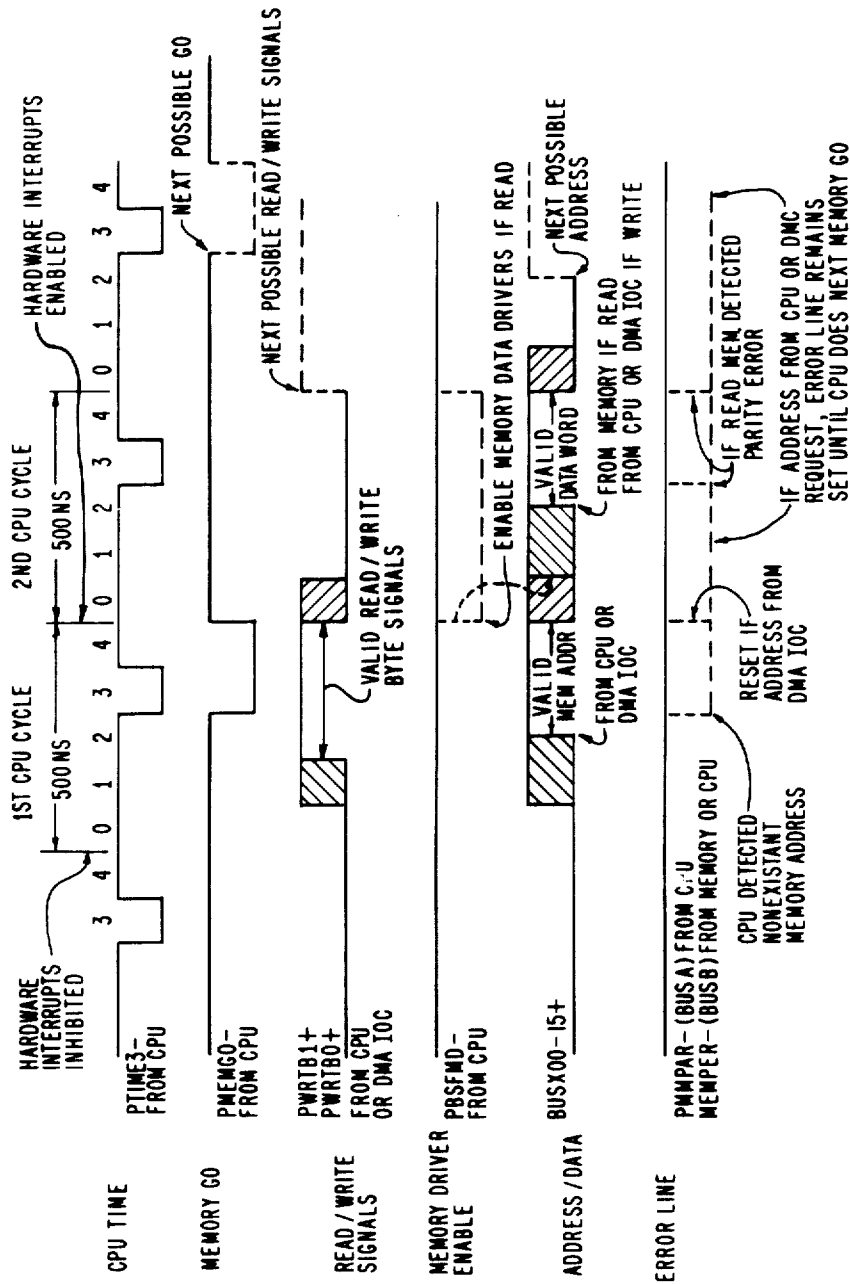 HARDWARE
INTERRUPTS
INHIBITED
1ST CPU CYCLE
500NS
2ND CPU CYCLE
500NS
HARDWARE INTERRUPTS
ENABLED
CPU TIME
PTIME3-
FROM CPU
3 4 0 1 2 3 4 0 1 2 3 4 0 1 2 3 4
MEMORY GO
PMEMGO-
FROM CPU
NEXT POSSIBLE GO
READ/WRITE
SIGNALS
PWRTB1+
PWRTB0+
FROM CPU
OR DMA IOC
VALID READ/WRITE
BYTE SIGNALS
NEXT POSSIBLE READ/WRITE SIGNALS
MEMORY DRIVER
ENABLE
PBSFMD-
FROM CPU
ENABLE MEMORY DATA DRIVERS IF READ
ADDRESS/DATA
BUSX00-15+
VALID
MEM ADDR
FROM CPU OR
DMA IOC
VALID
DATA WORD
FROM MEMORY IF READ
FROM CPU OR DMA IOC IF WRITE
NEXT POSSIBLE
ADDRESS
ERROR LINE
PMMPAR-(BUSA) FROM CPU
MEMPER-(BUSB) FROM MEMORY OR CPU
CPU DETECTED
NONEXISTANT
MEMORY ADDRESS
RESET IF
ADDRESS FROM
DMA IOC
IF READ MEM DETECTED
PARITY ERROR
IF ADDRESS FROM CPU OR DMC
REQUEST, ERROR LINE REMAINS
SET UNTIL CPU DOES NEXT MEMORY GO